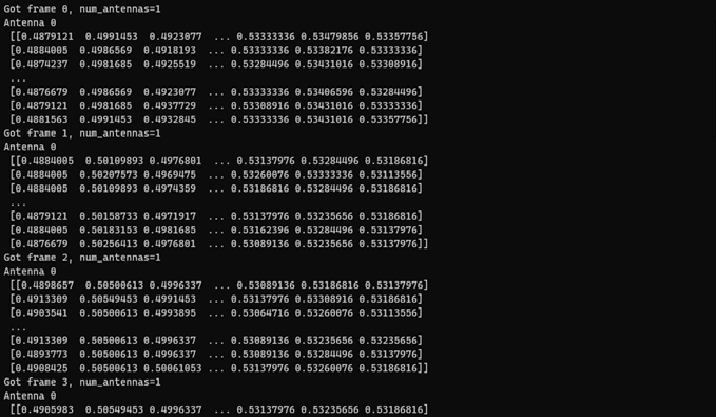 Got frame 0, num_antennas=1
Antenna 0
[[0.4879121 0.4991453 0.4923077 ... 0.53333336 0.53479856 0.53357756]
[0.4884005 0.4986569 0.4918193 ... 0.53333336 0.53382176 0.53333336]
[0.4874237 0.4981685 0.4925519 ... 0.53284496 0.53431016 0.53308916]
...
[0.4876679 0.4986569 0.4923077 ... 0.53333336 0.53406596 0.53284496]
[0.4879121 0.4981685 0.4937729 ... 0.53308916 0.53431016 0.53333336]
[0.4881563 0.4991453 0.4932845 ... 0.53333336 0.53431016 0.53357756]]
Got frame 1, num_antennas=1
Antenna 0
[[0.4884005 0.50109893 0.4976801 ... 0.53137976 0.53284496 0.53186816]
[0.4884005 0.50207573 0.4969475 ... 0.53260076 0.53333336 0.53113556]
[0.4884005 0.50109893 0.4974359 ... 0.53186816 0.53284496 0.53186816]
...
[0.4879121 0.50158733 0.4971917 ... 0.53137976 0.53235656 0.53186816]
[0.4884005 0.50183153 0.4981685 ... 0.53162396 0.53284496 0.53137976]
[0.4876679 0.50256413 0.4976801 ... 0.53089136 0.53235656 0.53137976]]
Got frame 2, num_antennas=1
Antenna 0
[[0.4898657 0.50500613 0.4996337 ... 0.53089136 0.53186816 0.53137976]
[0.4913309 0.50549453 0.4991453 ... 0.53137976 0.53308916 0.53186816]
[0.4903541 0.50500613 0.4993895 ... 0.53064716 0.53260076 0.53113556]
...
[0.4913309 0.50500613 0.4996337 ... 0.53089136 0.53235656 0.53235656]
[0.4893773 0.50500613 0.4996337 ... 0.53089136 0.53284496 0.53137976]
[0.4908425 0.50500613 0.50061053 ... 0.53137976 0.53260076 0.53186816]]
Got frame 3, num_antennas=1
Antenna 0
[[0.4905983 0.50549453 0.4996337 ... 0.53137976 0.53235656 0.53186816]